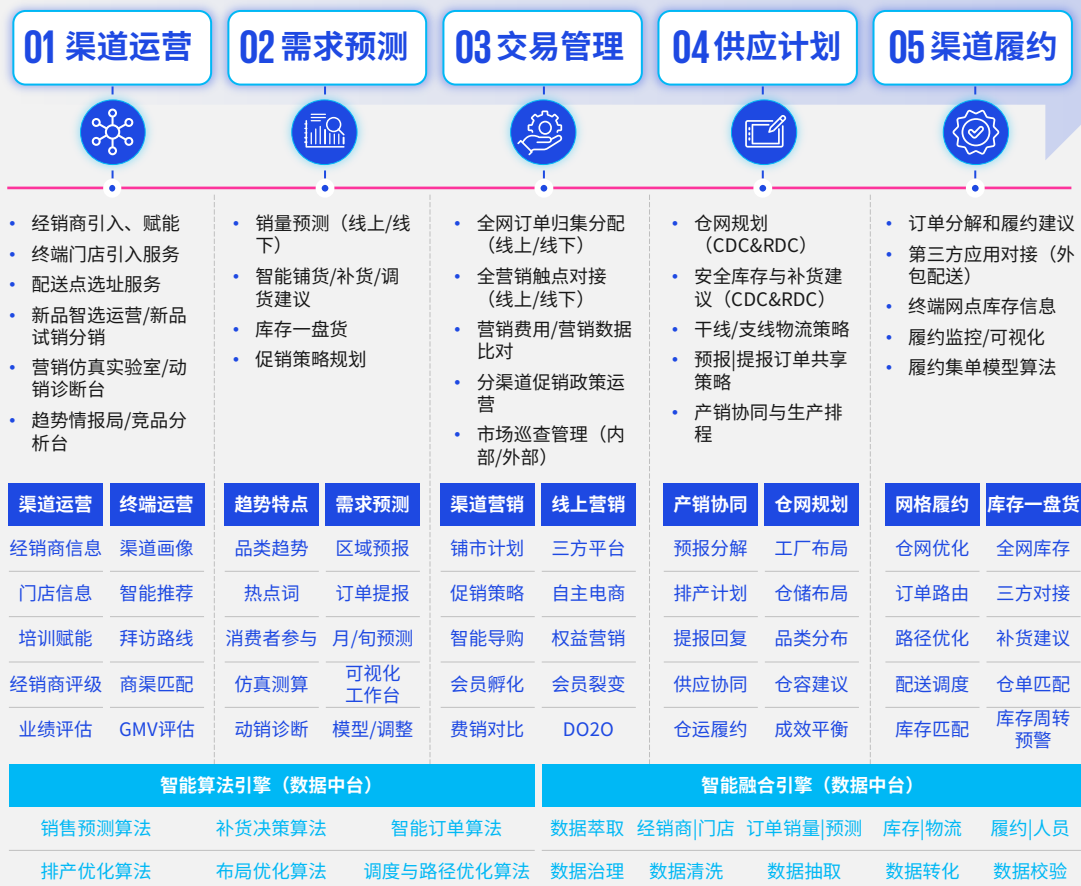 01 渠道运营
02 需求预测
03 交易管理
04 供应计划
05 渠道履约
• 经销商引入、赋能
• 终端门店引入服务
• 配送点选址服务
• 新品智选运营/新品
试销分销
• 营销仿真实验室/动
销诊断台
• 趋势情报局/竞品分
析台
• 销量预测（线上/线
下）
• 智能铺货/补货/调
货建议
• 库存一盘货
• 促销策略规划
• 全网订单归集分配
（线上/线下）
• 全营销触点对接
（线上/线下）
• 营销费用/营销数据
比对
• 分渠道促销政策运
营
• 市场巡查管理（内
部/外部）
• 仓网规划
（CDC&RDC）
• 安全库存与补货建
议（CDC&RDC）
• 干线/支线物流策略
• 预报|提报订单共享
策略
• 产销协同与生产排
程
• 订单分解和履约建议
• 第三方应用对接（外
包配送）
• 终端网点库存信息
• 履约监控/可视化
• 履约集单模型算法
渠道运营 终端运营 趋势特点 需求预测 渠道营销 线上营销 产销协同 仓网规划 网格履约 库存一盘货
经销商信息 渠道画像 品类趋势 区域预报 铺市计划 三方平台 预报分解 工厂布局 仓网优化 全网库存
门店信息 智能推荐 热点词 订单提报 促销策略 自主电商 排产计划 仓储布局 订单路由 三方对接
培训赋能 拜访路线 消费者参与 月/旬预测 智能导购 权益营销 提报回复 品类分布 路径优化 补货建议
经销商评级 商渠匹配 仿真测算 可视化
工作台 会员孵化 会员裂变 供应协同 仓容建议 配送调度 仓单匹配
业绩评估 GMV评估 动销诊断 模型/调整 费销对比 DO2O 仓运履约 成效平衡 库存匹配 库存周转
预警
智能算法引擎（数据中台） 智能融合引擎（数据中台）
销售预测算法 补货决策算法 智能订单算法 数据萃取 经销商|门店 订单销量|预测 库存|物流 履约|人员
排产优化算法 布局优化算法 调度与路径优化算法 数据治理 数据清洗 数据抽取 数据转化 数据校验